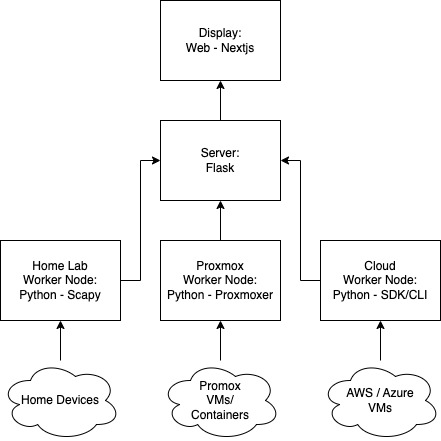 Display:
Web - Nextjs
Server:
Flask
Home Lab
Worker Node:
Python - Scapy
Proxmox
Worker Node:
Python - Proxmoxer
Cloud
Worker Node:
Python - SDK/CLI
Home Devices
Promox
VMs/
Containers
AWS / Azure
VMs